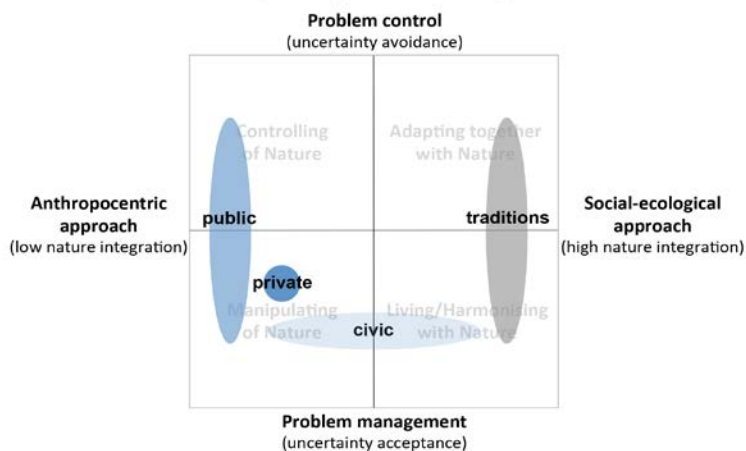 Problem control
(uncertainty avoidance)
Controlling
of Nature
Adapting together
with Nature
Anthropocentric
approach
(low nature integration)
public
traditions
Social-ecological
approach
(high nature integration)
private
Manipulating
of Nature
Living/Harmonising
with Nature
civic
Problem management
(uncertainty acceptance)